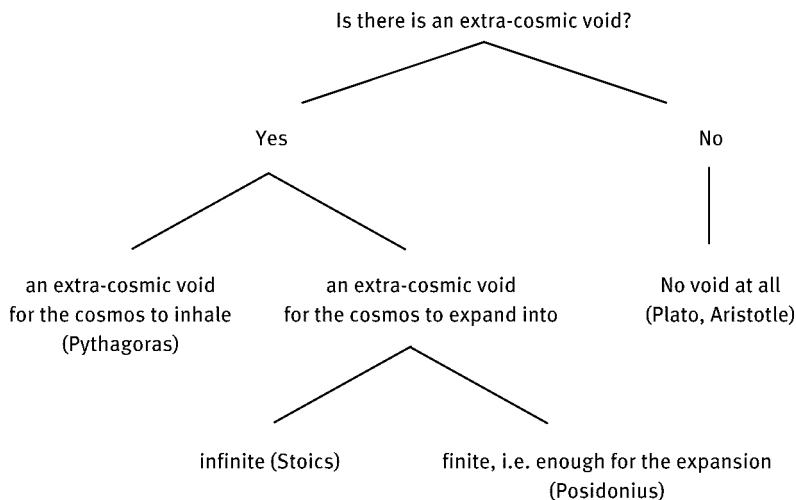 Is there is an extra-cosmic void?
Yes
No
an extra-cosmic void
for the cosmos to inhale
(Pythagoras)
an extra-cosmic void
for the cosmos to expand into
No void at all
(Plato, Aristotle)
infinite (Stoics)
finite, i.e. enough for the expansion
(Posidonius)